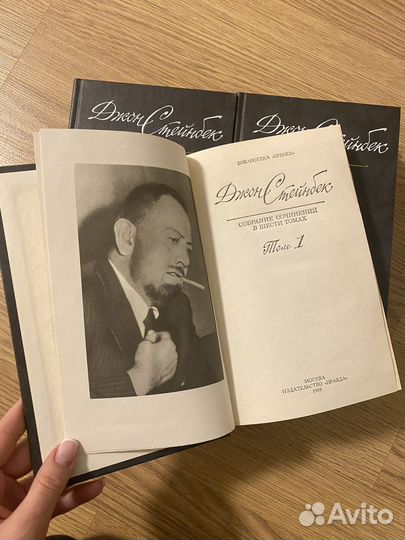 Джон Стейнбек
Джон Стейнбек
БИБЛИОТЕКА «ОГОНЕК»
Джон Стейнбек
СОБРАНИЕ СОЧИНЕНИЙ
В ШЕСТИ ТОМАХ
Том 1
МОСКВА
ИЗДАТЕЛЬСТВО «ПРАВДА»
1989
Avito